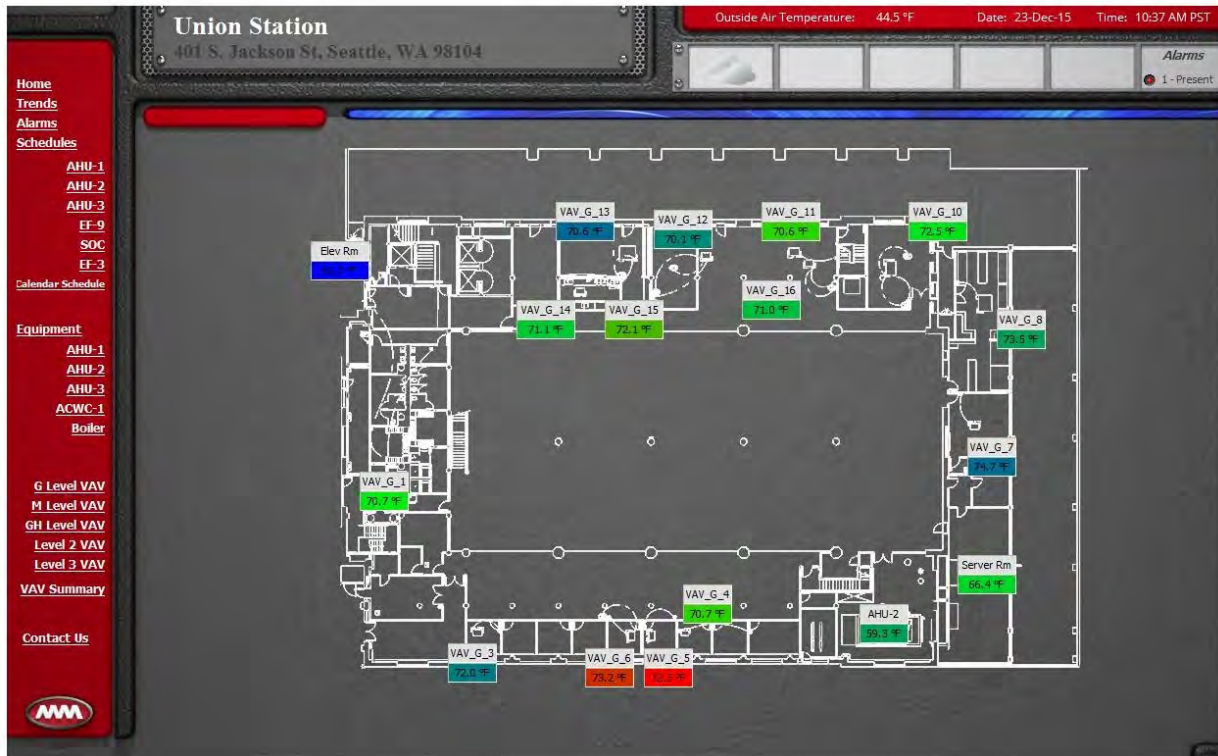 Union Station
401 S. Jackson St, Seattle, WA 98104
Outside Air Temperature: 44.5 °F Date: 23-Dec-15 Time: 10:37 AM PST
Alarms
1 - Present
Home
Trends
Alarms
Schedules
AHU-1
AHU-2
AHU-3
EF-9
SOC
EF-3
Calendar Schedule
Equipment
AHU-1
AHU-2
AHU-3
ACWC-1
Boiler
G Level VAV
M Level VAV
GH Level VAV
Level 2 VAV
Level 3 VAV
VAV Summary
Contact Us
VAV_G_13
70.6 °F
VAV_G_12
70.1 °F
VAV_G_11
70.6 °F
VAV_G_10
72.5 °F
Elev Rm
VAV_G_14
71.1 °F
VAV_G_15
72.1 °F
VAV_G_16
71.0 °F
VAV_G_8
73.5 °F
VAV_G_7
74.7 °F
VAV_G_1
70.7 °F
Server Rm
66.4 °F
VAV_G_4
70.7 °F
AHU-2
59.3 °F
VAV_G_3
72.0 °F
VAV_G_6
73.2 °F
VAV_G_5